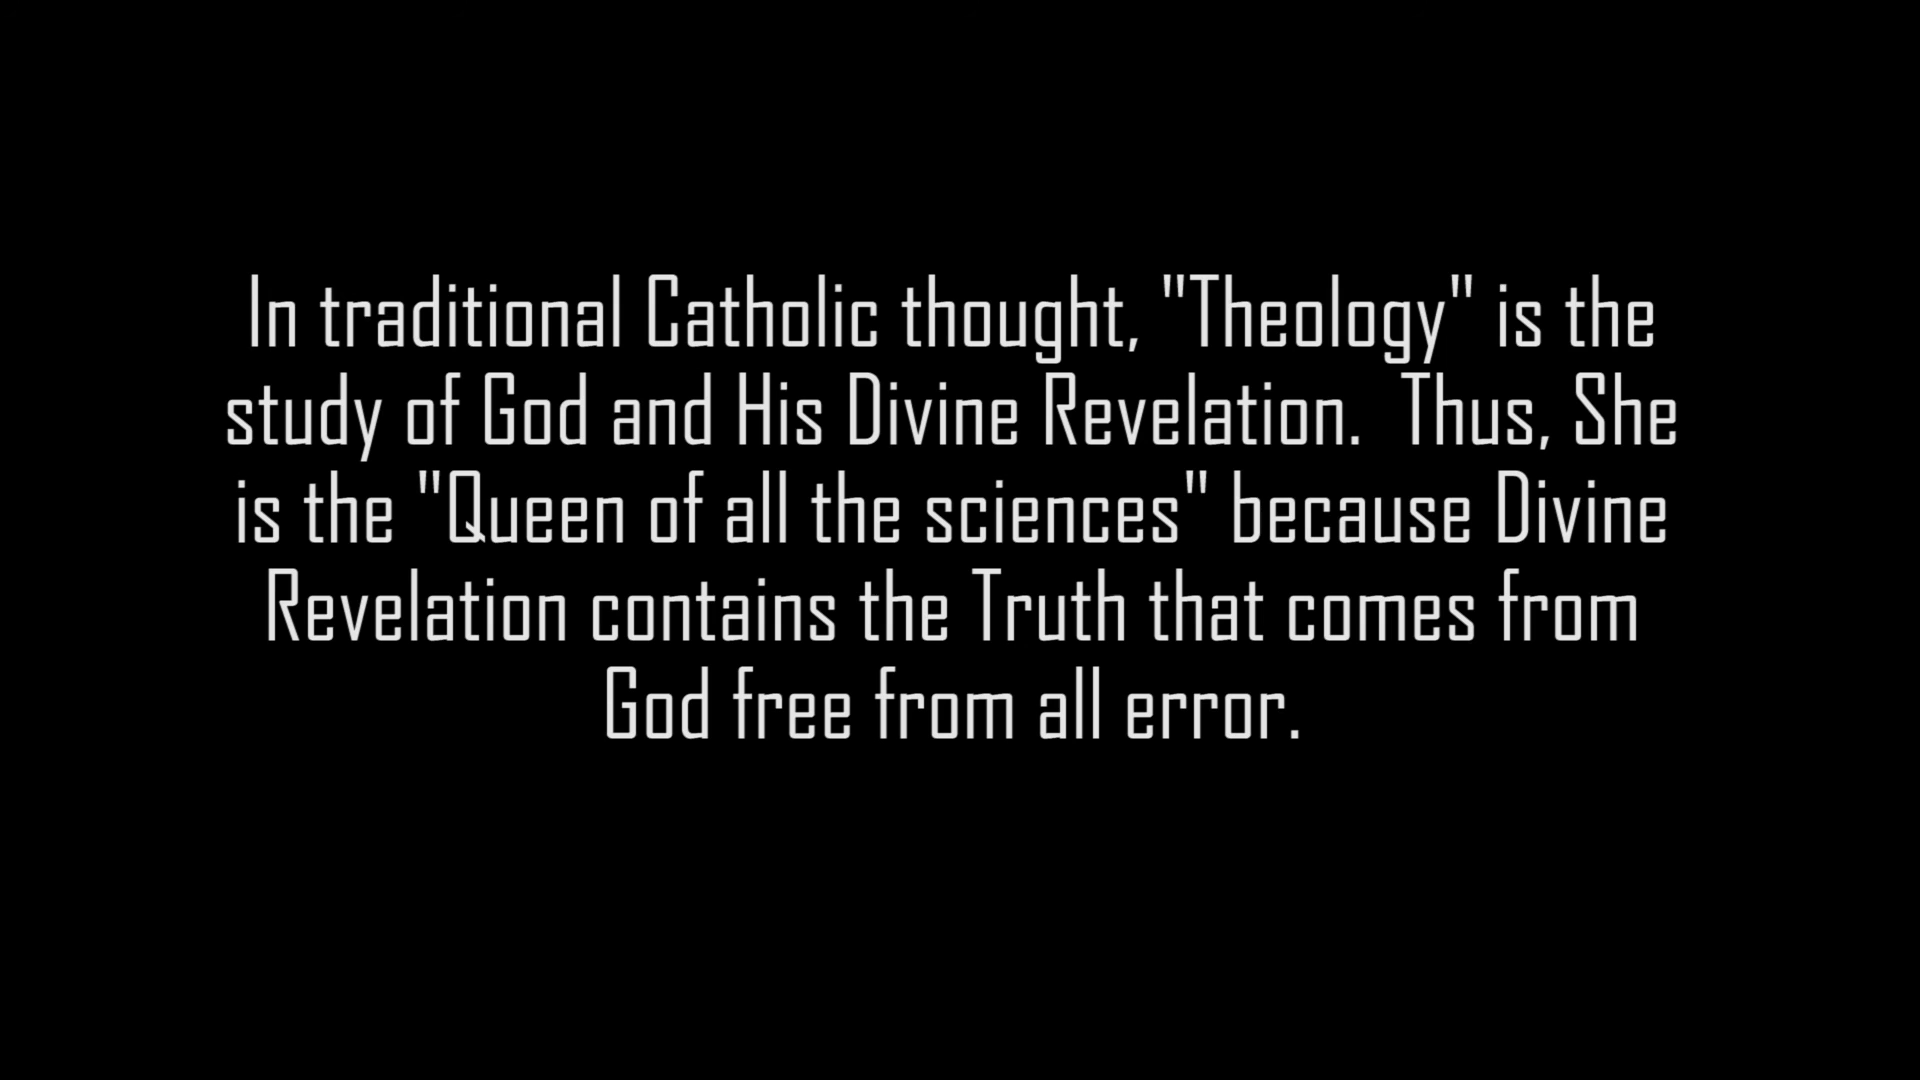 In traditional Catholic thought, "Theology" is the
study of God and His Divine Revelation.  Thus, She
is the "Queen of all the sciences" because Divine
Revelation contains the Truth that comes from
God free from all error.